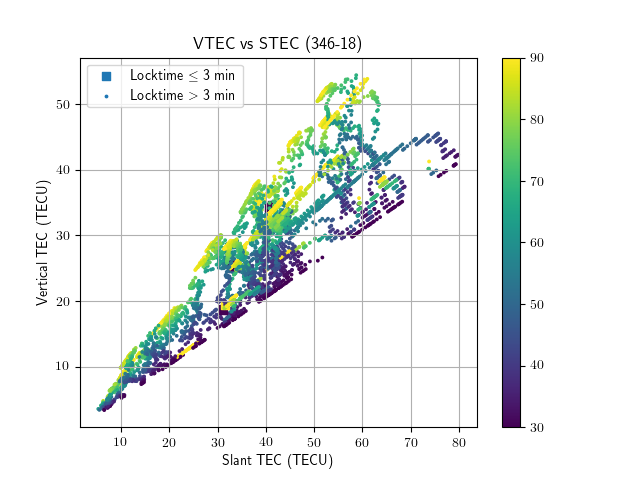 VTEC vs STEC (346-18)
Locktime ≤ 3 min
Locktime > 3 min
Vertical TEC (TECU)
50
40
30
20
10
10 20 30 40 50 60 70 80
Slant TEC (TECU)
90
80
70
60
50
40
30